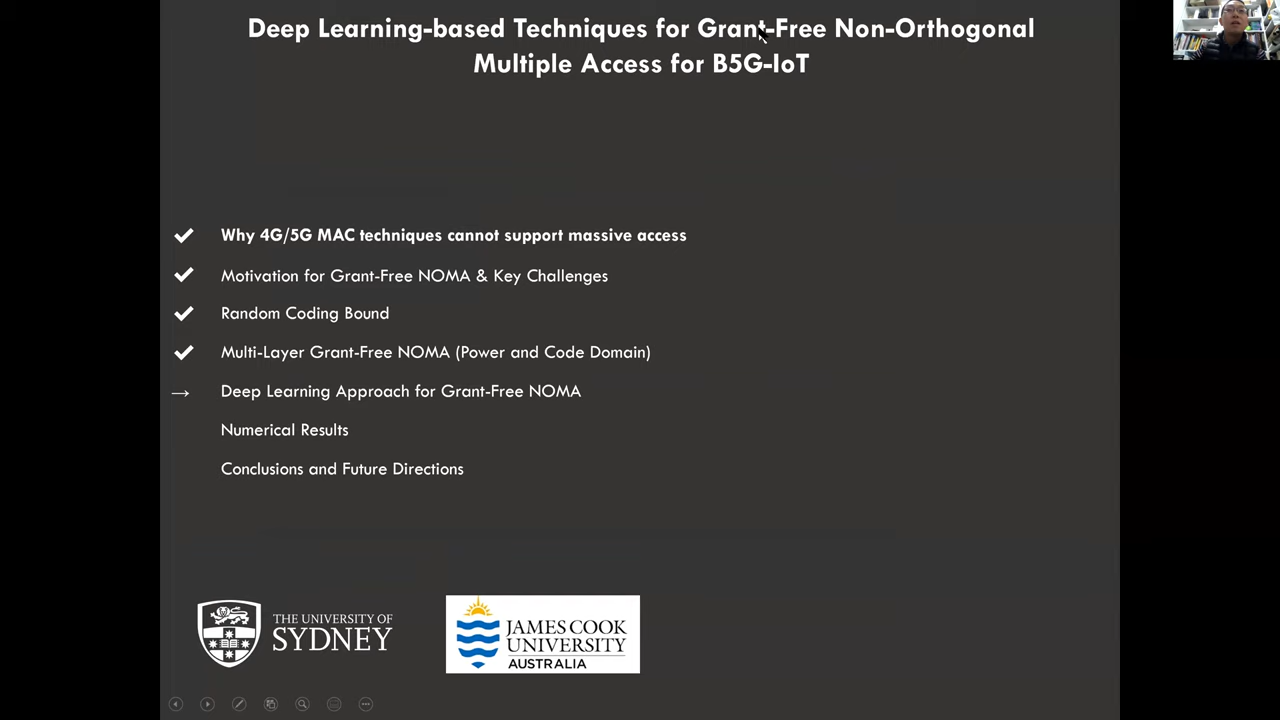 Deep Learning-based Techniques for Grant-Free Non-Orthogonal
Multiple Access for B5G-IoT
Why 4G/5G MAC techniques cannot support massive access
Motivation for Grant-Free NOMA & Key Challenges
Random Coding Bound
Multi-Layer Grant-Free NOMA (Power and Code Domain)
Deep Learning Approach for Grant-Free NOMA
Numerical Results
Conclusions and Future Directions
THE UNIVERSITY OF
SYDNEY
JAMES COOK
UNIVERSITY
AUSTRALIA